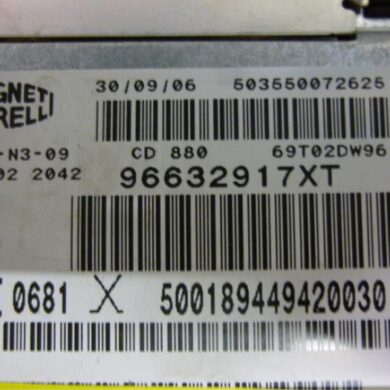 GNETI
RELLI
30/09/06 503550072625
-N3-09 CD 880 69T02DW96
02 2042 96632917XT
0681 X 500189449420030